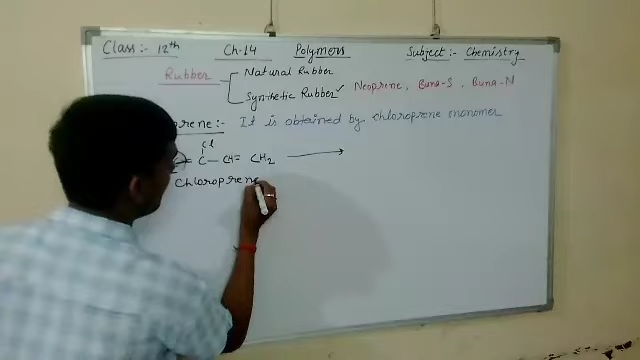 Class:- 12th Ch-14 Polymers Subject:- Chemistry
Rubber
Natural Rubber
Synthetic Rubber✓ Neoprene, Buna-S, Buna-N
prene:- It is obtained by chloroprene monomer
Cl
= C — CH = CH2 →
Chloroprene